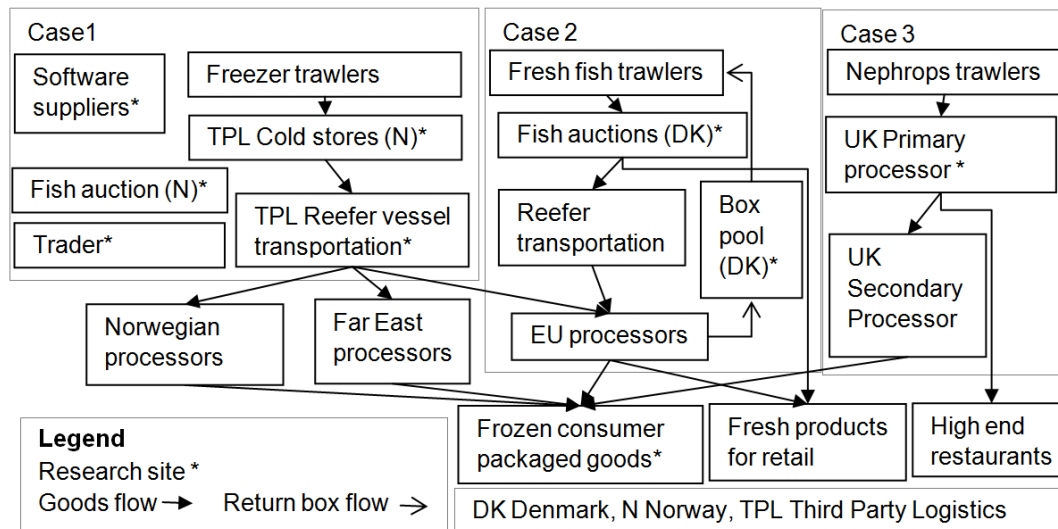 Case1
Software
suppliers*
Freezer trawlers
TPL Cold stores (N)*
Fish auction (N)*
Trader*
TPL Reefer vessel
transportation*
Case 2
Fresh fish trawlers
Fish auctions (DK)*
Reefer
transportation
Box
pool
(DK)*
EU processors
Case 3
Nephrops trawlers
UK Primary
processor *
UK
Secondary
Processor
Norwegian
processors
Far East
processors
Frozen consumer
packaged goods*
Fresh products
for retail
High end
restaurants
Legend
Research site *
Goods flow
Return box flow
DK Denmark, N Norway, TPL Third Party Logistics